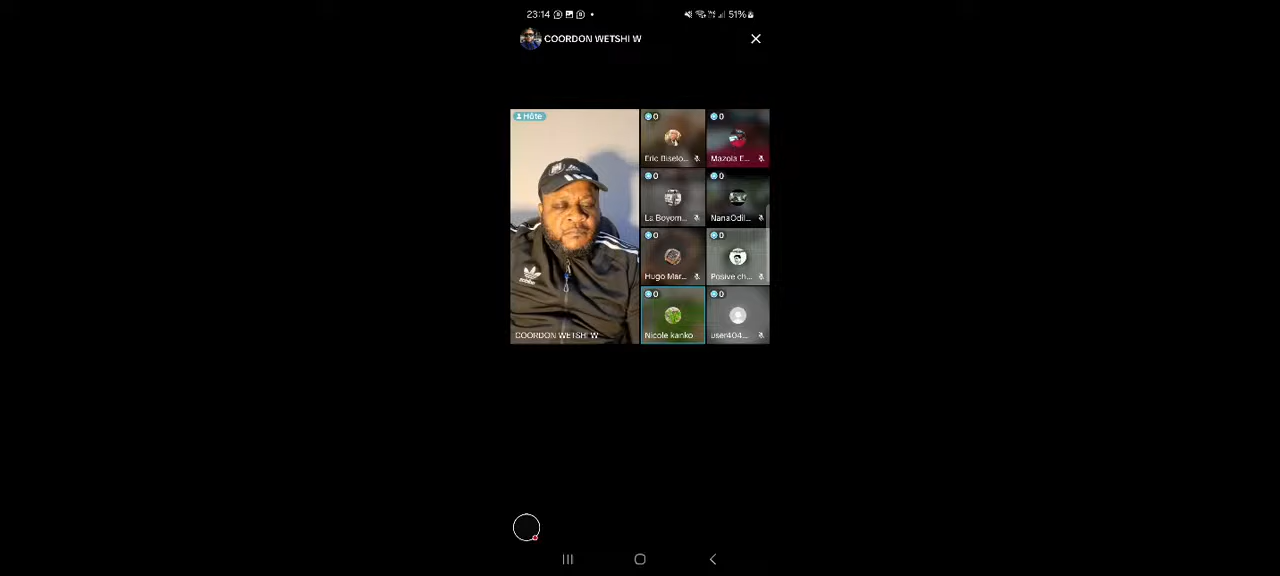 23:14
51%
COORDON WETSHI W
Hôte
0
0
Eric Biselo...
Mazola E...
0
0
La Boyom...
NanaOdil...
0
0
Hugo Mar...
Posive ch...
0
0
COORDON WETSHI W
Nicole kanko
user404...